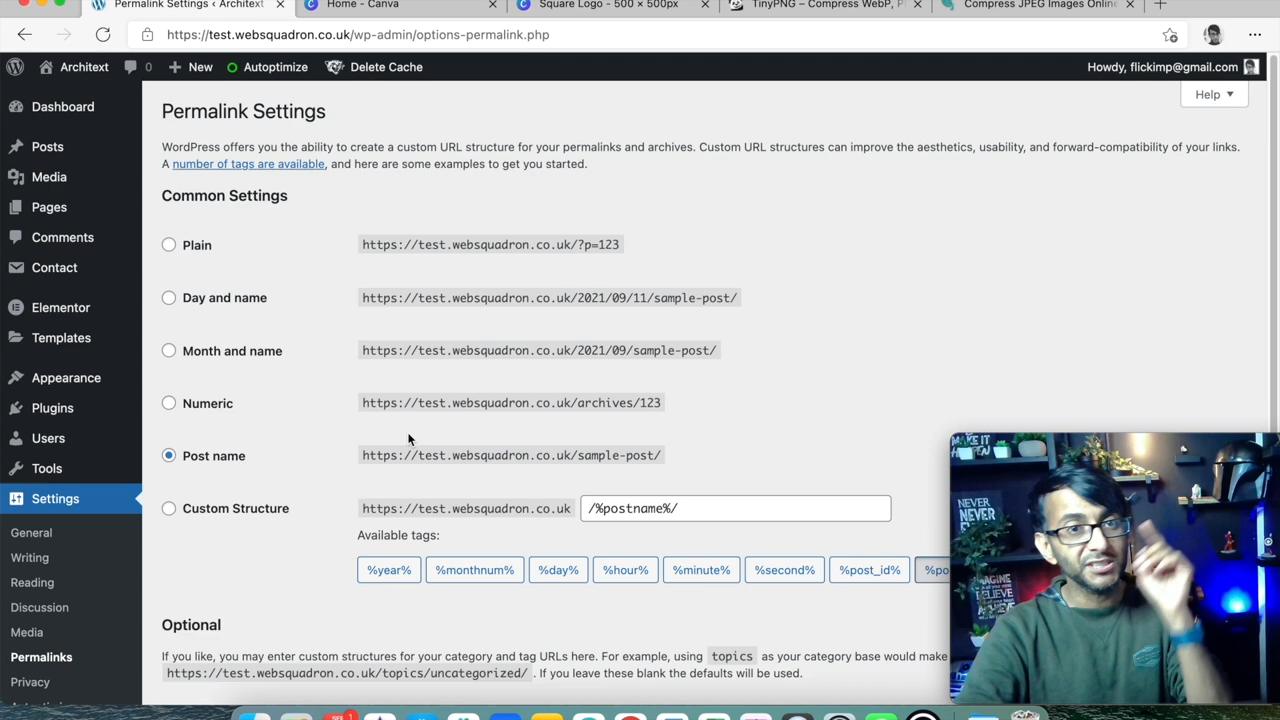 Permalink Settings ‹ Architext
Home - Canva
Square Logo - 500 × 500px
TinyPNG – Compress WebP, P
Compress JPEG Images Online
https://test.websquadron.co.uk/wp-admin/options-permalink.php
Architext
0
New
Autoptimize
Delete Cache
Howdy, flickimp@gmail.com
Dashboard
Posts
Media
Pages
Comments
Contact
Elementor
Templates
Appearance
Plugins
Users
Tools
Settings
General
Writing
Reading
Discussion
Media
Permalinks
Privacy
Help
Permalink Settings
WordPress offers you the ability to create a custom URL structure for your permalinks and archives. Custom URL structures can improve the aesthetics, usability, and forward-compatibility of your links.
A number of tags are available, and here are some examples to get you started.
Common Settings
Plain https://test.websquadron.co.uk/?p=123
Day and name https://test.websquadron.co.uk/2021/09/11/sample-post/
Month and name https://test.websquadron.co.uk/2021/09/sample-post/
Numeric https://test.websquadron.co.uk/archives/123
Post name https://test.websquadron.co.uk/sample-post/
Custom Structure https://test.websquadron.co.uk /%postname%/
Available tags:
%year% %monthnum% %day% %hour% %minute% %second% %post_id% %po
Optional
If you like, you may enter custom structures for your category and tag URLs here. For example, using topics as your category base would make
https://test.websquadron.co.uk/topics/uncategorized/ . If you leave these blank the defaults will be used.
MAKE IT
HAPPEN
NEVER
NEVER
IMAGINE
BELIEVE
ACHIEVE